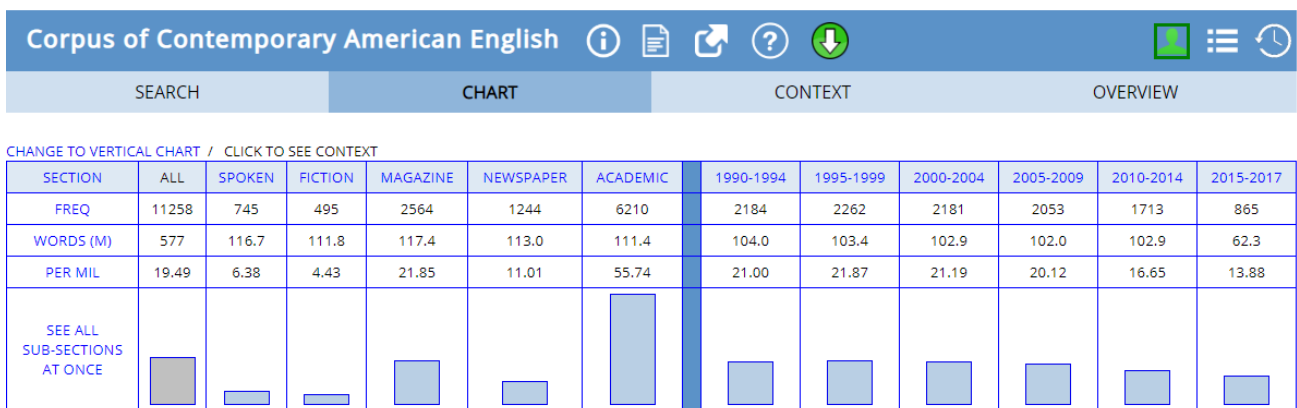 Corpus of Contemporary American English
SEARCH CHART CONTEXT OVERVIEW
CHANGE TO VERTICAL CHART / CLICK TO SEE CONTEXT
SECTION ALL SPOKEN FICTION MAGAZINE NEWSPAPER ACADEMIC 1990-1994 1995-1999 2000-2004 2005-2009 2010-2014 2015-2017
FREQ 11258 745 495 2564 1244 6210 2184 2262 2181 2053 1713 865
WORDS (M) 577 116.7 111.8 117.4 113.0 111.4 104.0 103.4 102.9 102.0 102.9 62.3
PER MIL 19.49 6.38 4.43 21.85 11.01 55.74 21.00 21.87 21.19 20.12 16.65 13.88
SEE ALL
SUB-SECTIONS
AT ONCE